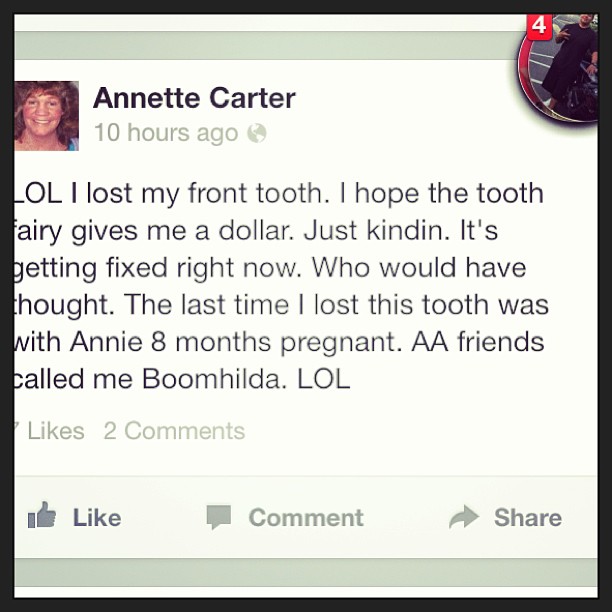 4
Annette Carter
10 hours ago
LOL I lost my front tooth. I hope the tooth
fairy gives me a dollar. Just kindin. It's
getting fixed right now. Who would have
thought. The last time I lost this tooth was
with Annie 8 months pregnant. AA friends
called me Boomhilda. LOL
7 Likes 2 Comments
Like Comment Share